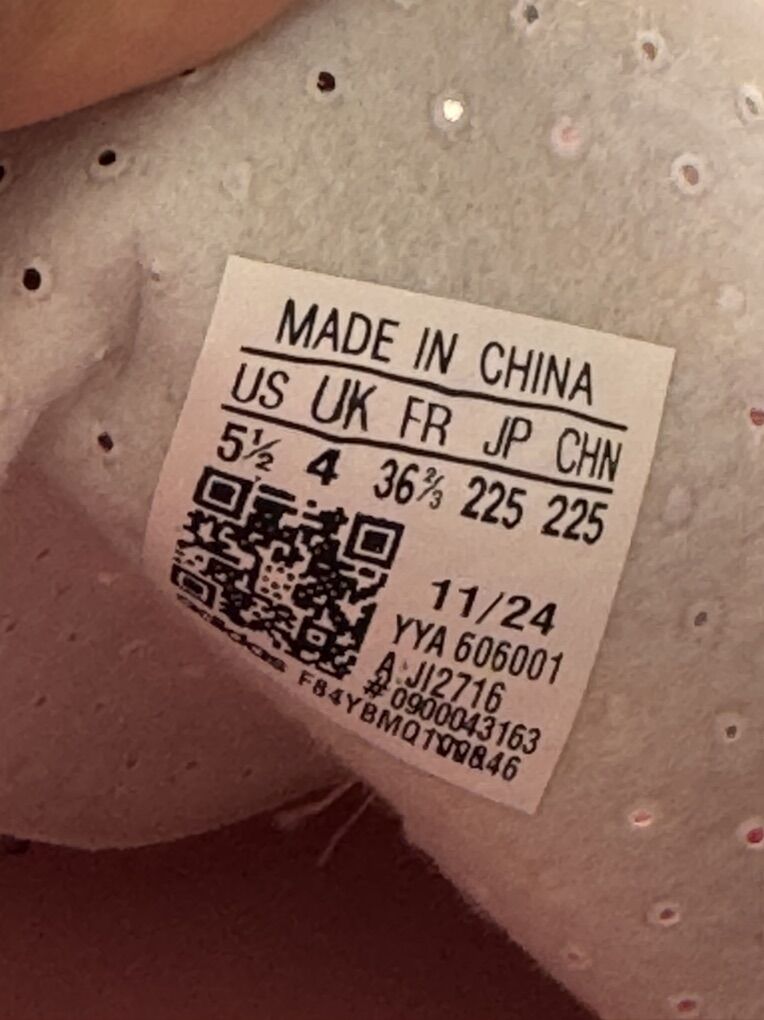 MADE IN CHINA
US UK FR JP CHN
5½ 4 36⅔ 225 225
11/24
YYA 606001
A JI2716
#0900043163